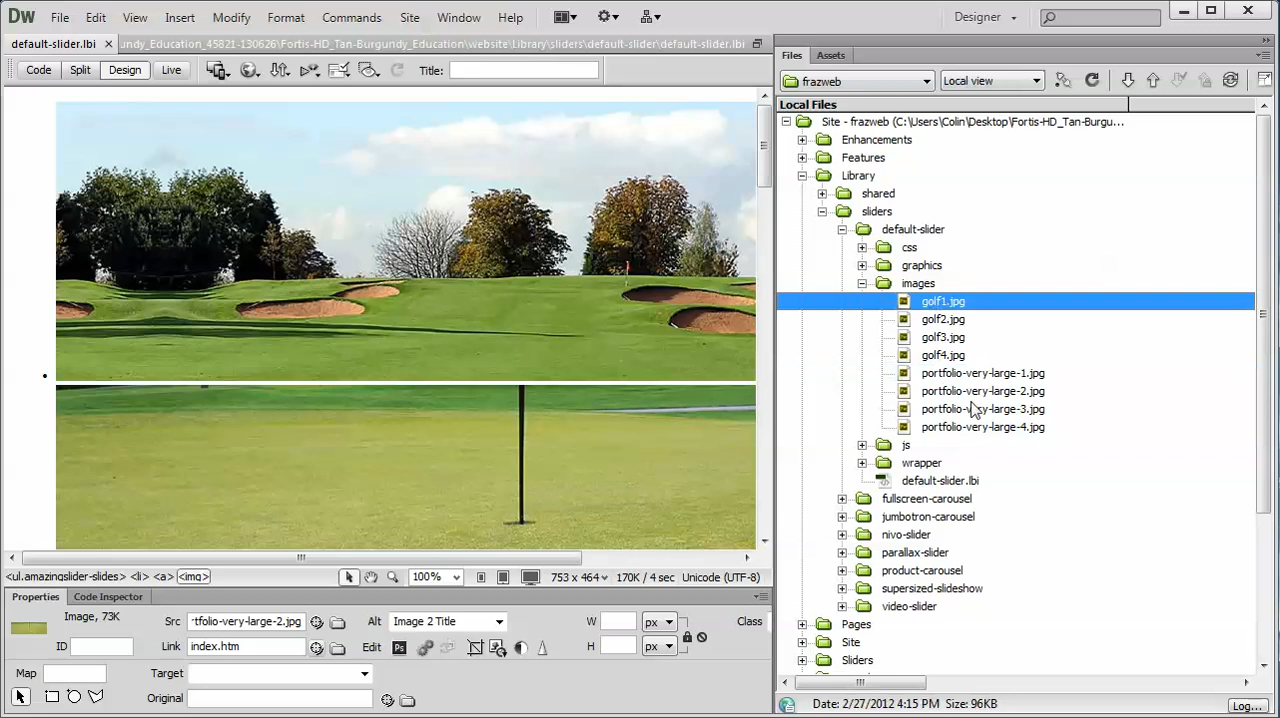 Dw File Edit View Insert Modify Format Commands Site Window Help Designer
default-slider.lbi undy_Education_45821-130626\Fortis-HD_Tan-Burgundy_Education\website\Library\sliders\default-slider\default-slider.lbi
Code Split Design Live Title:
Files Assets
frazweb Local view
Local Files
Site - frazweb (C:\Users\Colin\Desktop\Fortis-HD_Tan-Burgu...
Enhancements
Features
Library
shared
sliders
default-slider
css
graphics
images
golf1.jpg
golf2.jpg
golf3.jpg
golf4.jpg
portfolio-very-large-1.jpg
portfolio-very-large-2.jpg
portfolio-very-large-3.jpg
portfolio-very-large-4.jpg
js
wrapper
default-slider.lbi
fullscreen-carousel
jumbotron-carousel
nivo-slider
parallax-slider
product-carousel
supersized-slideshow
video-slider
Pages
Site
Sliders
<ul.amazingslider-slides> <li> <a> <img> 100% 753 x 464 170K / 4 sec Unicode (UTF-8)
Properties Code Inspector
Image, 73K Src tfolio-very-large-2.jpg Alt Image 2 Title W px Class
ID Link index.htm Edit Ps H px
Map Target
Original
Date: 2/27/2012 4:15 PM Size: 96KB Log...